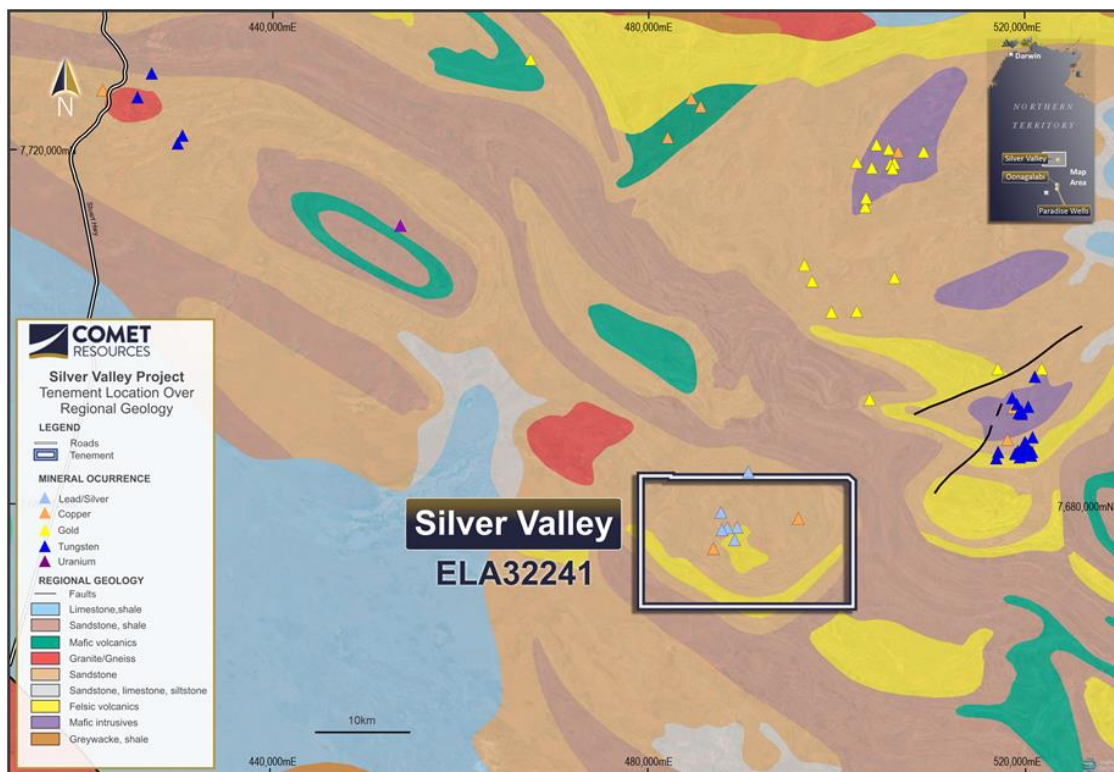 440,000mE
480,000mE
520,000mE
N
7,720,000mN
Stuart Hwy
Darwin
NORTHERN
TERRITORY
Silver Valley
Map
Area
Oonagalabi
Paradise Wells
COMET
RESOURCES
Silver Valley Project
Tenement Location Over
Regional Geology
LEGEND
Roads
Tenement
MINERAL OCURRENCE
Lead/Silver
Copper
Gold
Tungsten
Uranium
REGIONAL GEOLOGY
Faults
Limestone,shale
Sandstone, shale
Mafic volcanics
Granite/Gneiss
Sandstone
Sandstone, limestone, siltstone
Felsic volcanics
Mafic intrusives
Greywacke, shale
Silver Valley
ELA32241
7,680,000mN
10km
440,000mE
480,000mE
520,000mE